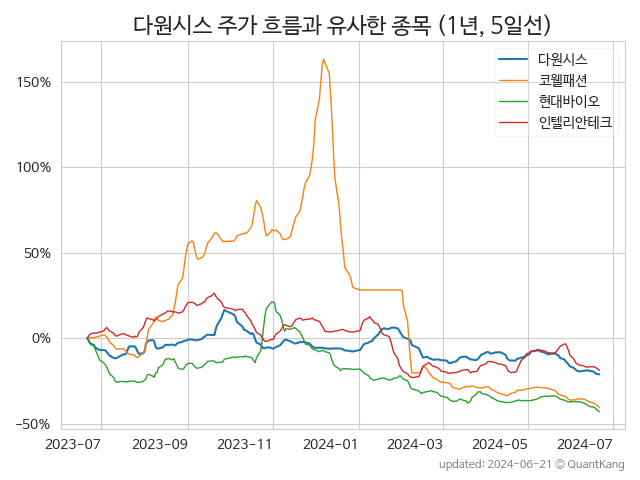 다원시스 주가 흐름과 유사한 종목 (1년, 5일선)
다원시스
코웰패션
현대바이오
인텔리안테크
150%
100%
50%
0%
−50%
2023-07 2023-09 2023-11 2024-01 2024-03 2024-05 2024-07
updated: 2024-06-21 © QuantKang